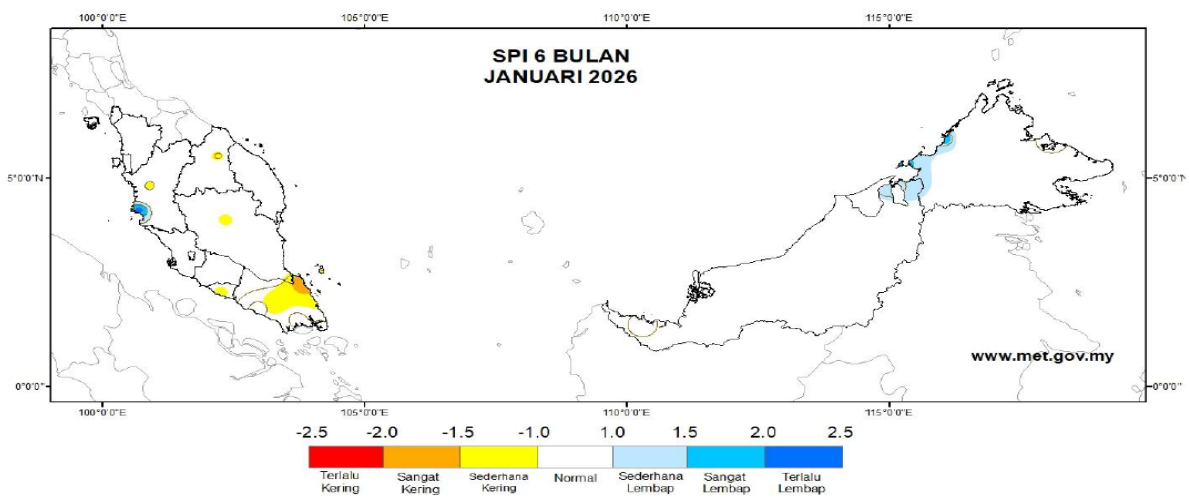 100°0'0"E 105°0'0"E 110°0'0"E 115°0'0"E
SPI 6 BULAN
JANUARI 2026
5°0'0"N 5°0'0"N
www.met.gov.my
0°0'0" 0°0'0"
100°0'0"E 105°0'0"E 110°0'0"E 115°0'0"E
-2.5 -2.0 -1.5 -1.0 1.0 1.5 2.0 2.5
Terlalu Kering
Sangat Kering
Sederhana Kering
Normal
Sederhana Lembap
Sangat Lembap
Terlalu Lembap